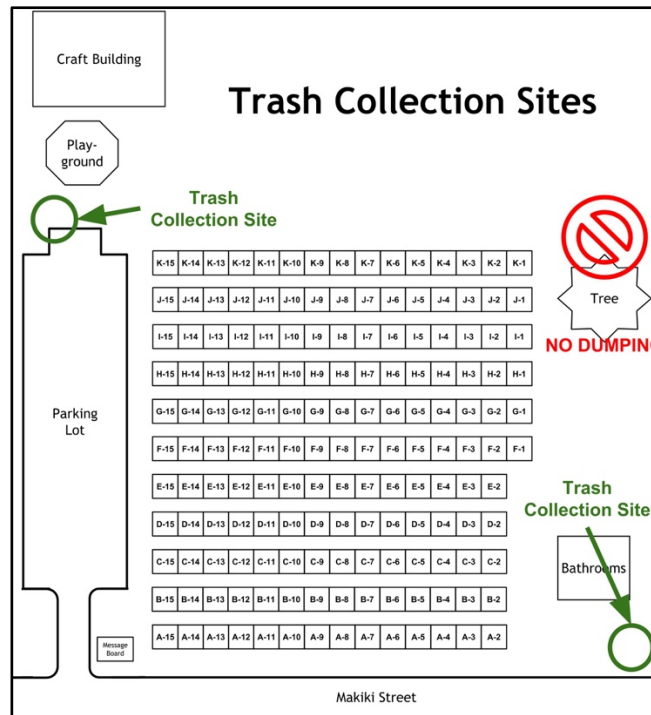 Craft Building
Trash Collection Sites
Play-
ground
Trash
Collection Site
K-15 K-14 K-13 K-12 K-11 K-10 K-9 K-8 K-7 K-6 K-5 K-4 K-3 K-2 K-1
J-15 J-14 J-13 J-12 J-11 J-10 J-9 J-8 J-7 J-6 J-5 J-4 J-3 J-2 J-1
Tree
I-15 I-14 I-13 I-12 I-11 I-10 I-9 I-8 I-7 I-6 I-5 I-4 I-3 I-2 I-1
NO DUMPING
H-15 H-14 H-13 H-12 H-11 H-10 H-9 H-8 H-7 H-6 H-5 H-4 H-3 H-2 H-1
Parking
Lot
G-15 G-14 G-13 G-12 G-11 G-10 G-9 G-8 G-7 G-6 G-5 G-4 G-3 G-2 G-1
F-15 F-14 F-13 F-12 F-11 F-10 F-9 F-8 F-7 F-6 F-5 F-4 F-3 F-2 F-1
E-15 E-14 E-13 E-12 E-11 E-10 E-9 E-8 E-7 E-6 E-5 E-4 E-3 E-2
Trash
Collection Site
D-15 D-14 D-13 D-12 D-11 D-10 D-9 D-8 D-7 D-6 D-5 D-4 D-3 D-2
C-15 C-14 C-13 C-12 C-11 C-10 C-9 C-8 C-7 C-6 C-5 C-4 C-3 C-2
Bathrooms
B-15 B-14 B-13 B-12 B-11 B-10 B-9 B-8 B-7 B-6 B-5 B-4 B-3 B-2
Message
Board
A-15 A-14 A-13 A-12 A-11 A-10 A-9 A-8 A-7 A-6 A-5 A-4 A-3 A-2
Makiki Street